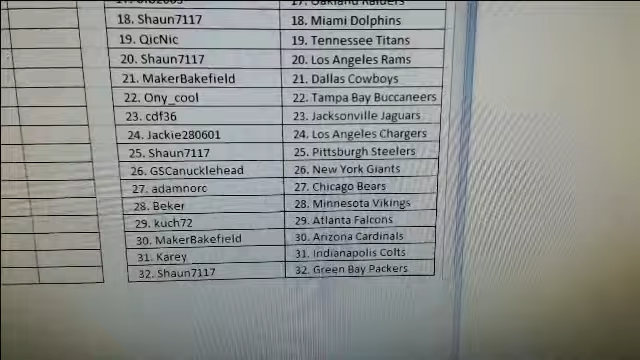 18. Shaun7117 18. Miami Dolphins
19. QicNic 19. Tennessee Titans
20. Shaun7117 20. Los Angeles Rams
21. MakerBakefield 21. Dallas Cowboys
22. Ony_cool 22. Tampa Bay Buccaneers
23. cdf36 23. Jacksonville Jaguars
24. Jackie280601 24. Los Angeles Chargers
25. Shaun7117 25. Pittsburgh Steelers
26. GSCanucklehead 26. New York Giants
27. adamnorc 27. Chicago Bears
28. Beker 28. Minnesota Vikings
29. kuch72 29. Atlanta Falcons
30. MakerBakefield 30. Arizona Cardinals
31. Karey 31. Indianapolis Colts
32. Shaun7117 32. Green Bay Packers